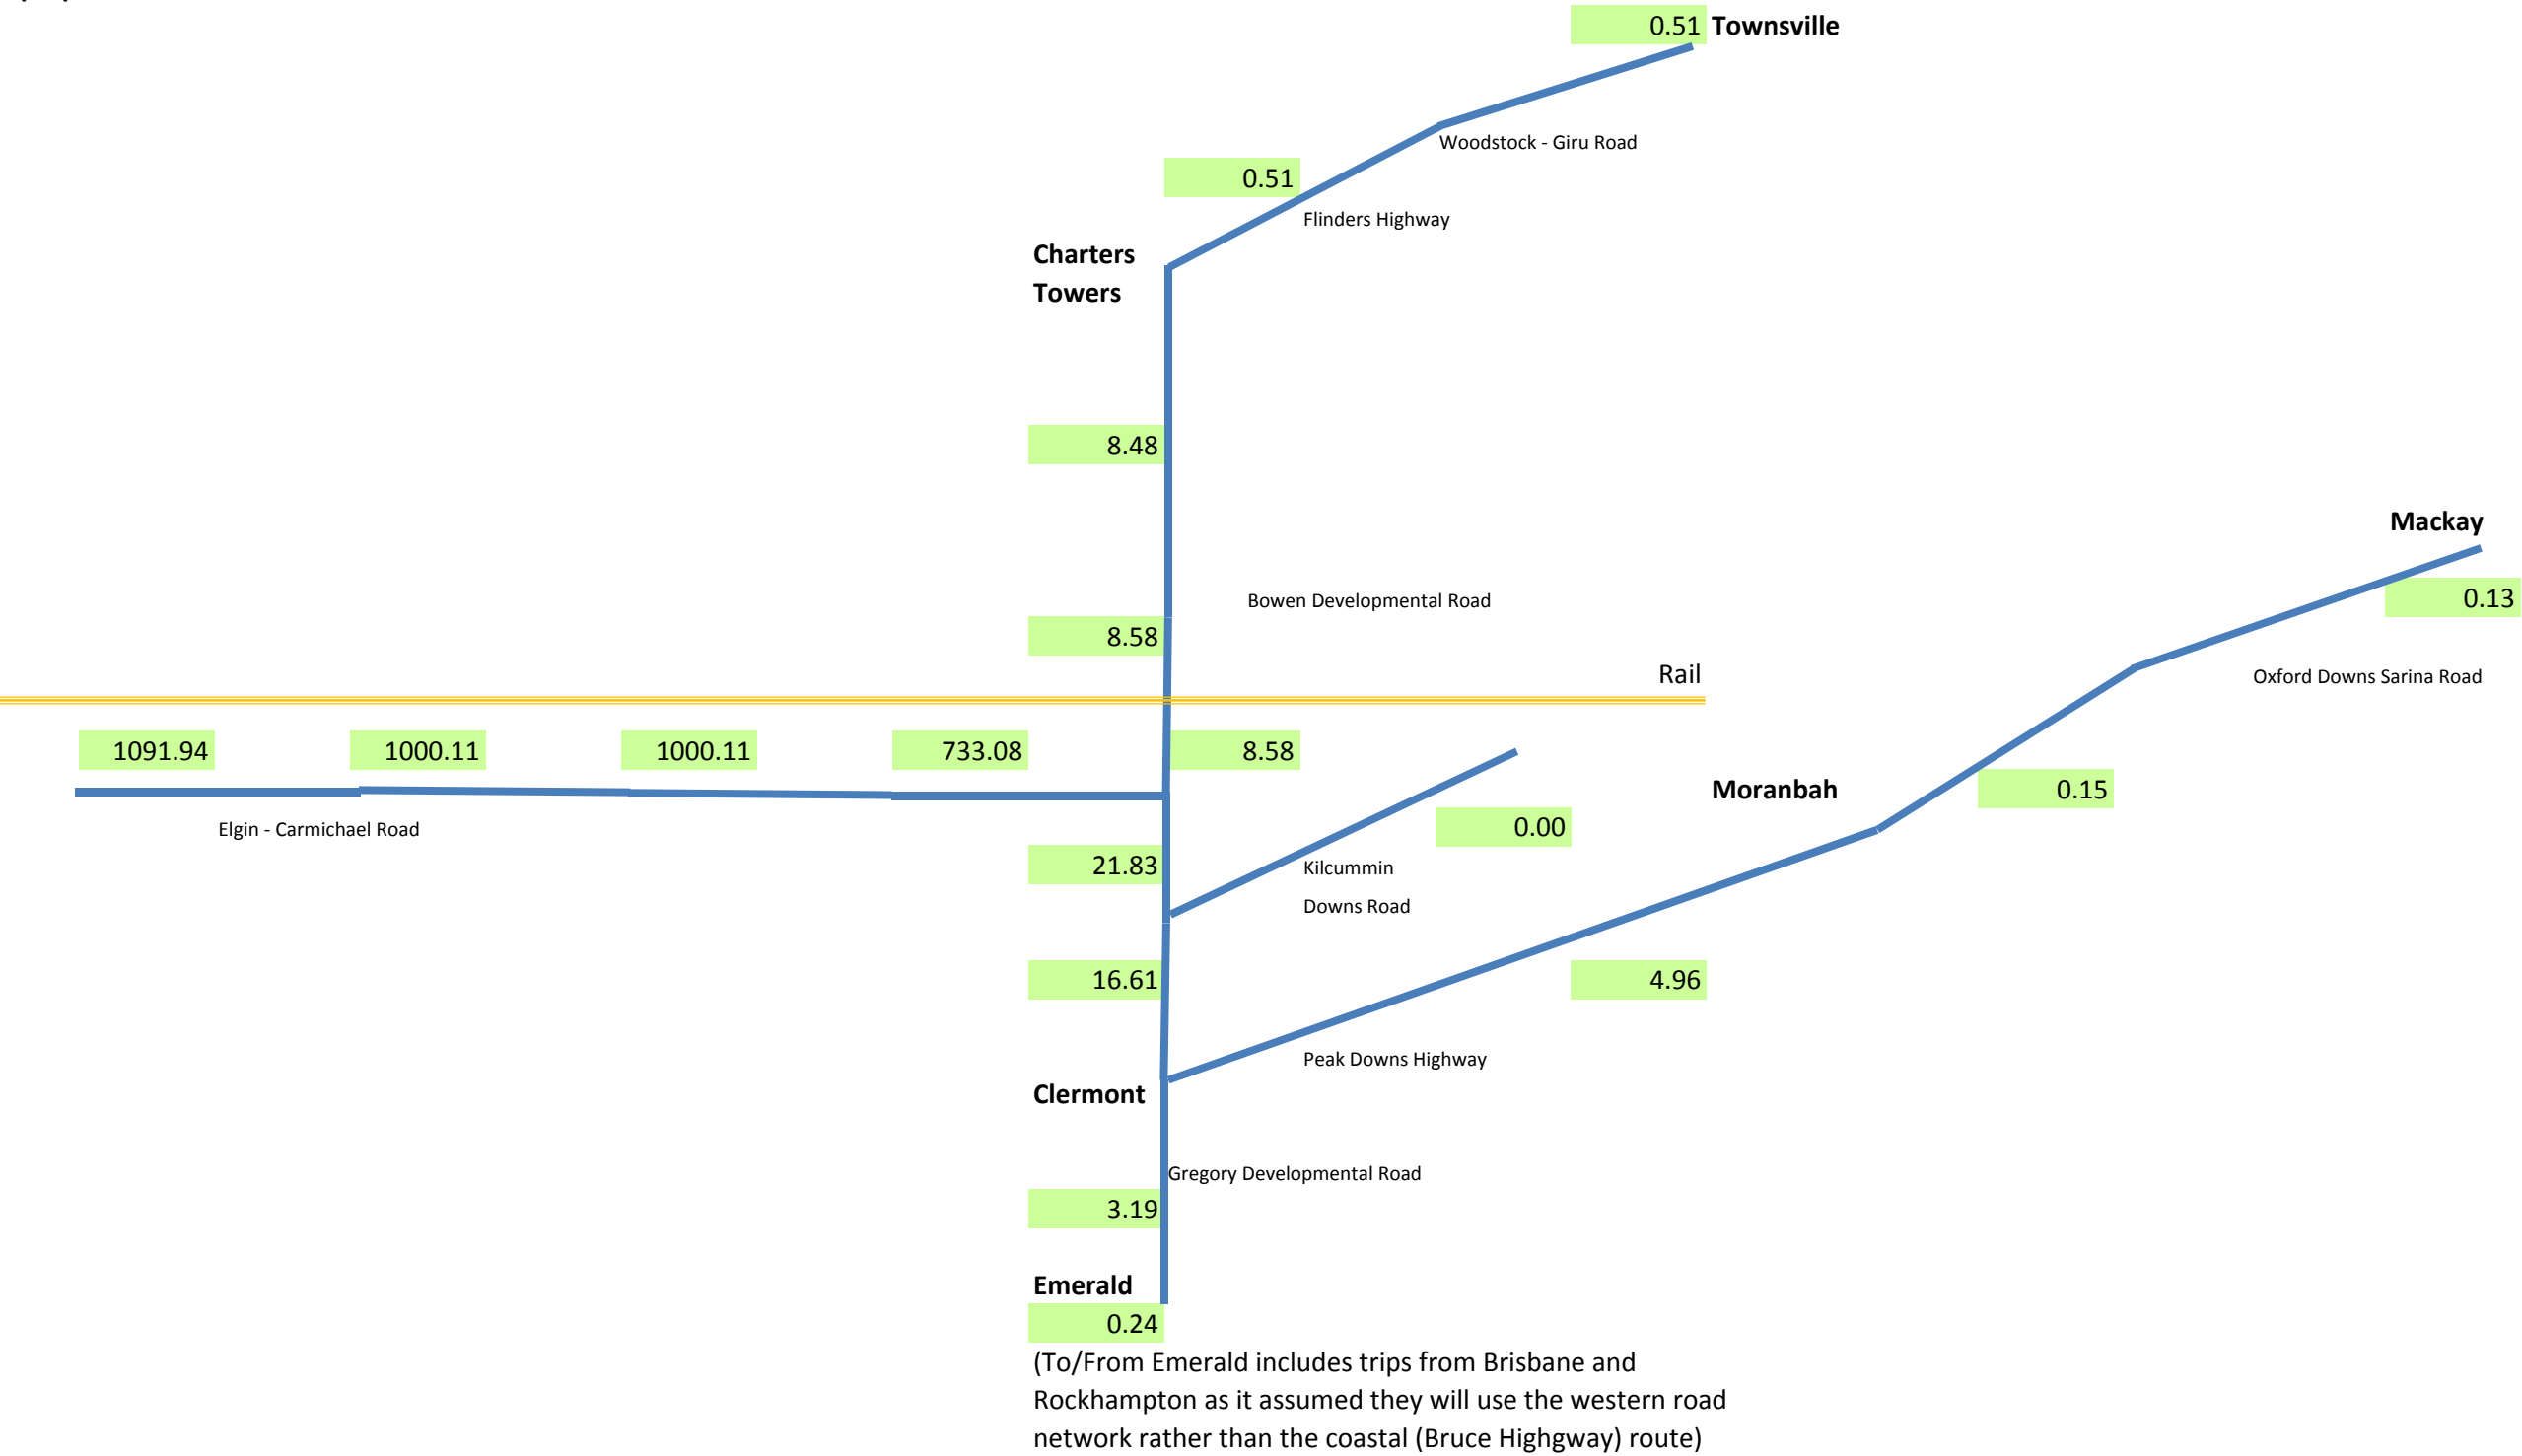 0.51 Townsville
Woodstock - Giru Road
0.51
Flinders Highway
Charters
Towers
8.48
Mackay
Bowen Developmental Road
0.13
8.58
Rail
Oxford Downs Sarina Road
1091.94 1000.11 1000.11 733.08 8.58
Moranbah
0.15
Elgin - Carmichael Road
0.00
21.83
Kilcummin
Downs Road
16.61
4.96
Peak Downs Highway
Clermont
Gregory Developmental Road
3.19
Emerald
0.24
(To/From Emerald includes trips from Brisbane and
Rockhampton as it assumed they will use the western road
network rather than the coastal (Bruce Highgway) route)